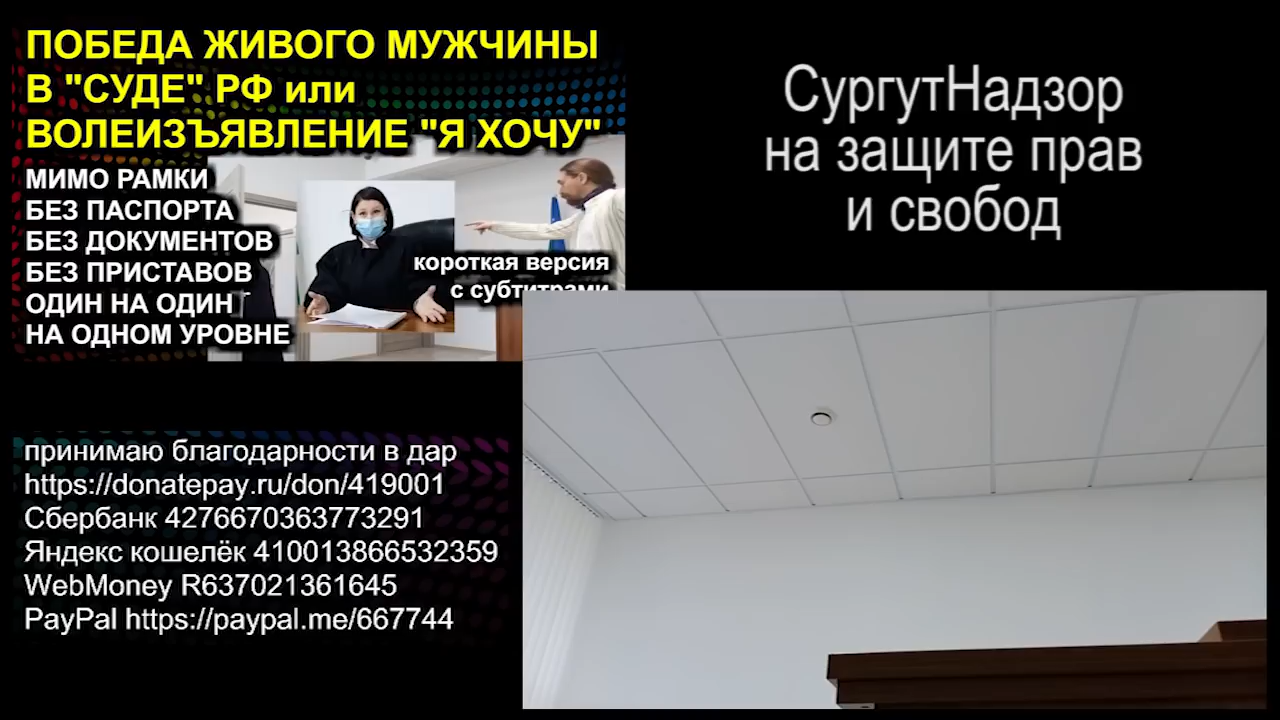 ПОБЕДА ЖИВОГО МУЖЧИНЫ
В "СУДЕ" РФ или
ВОЛЕИЗЪЯВЛЕНИЕ "Я ХОЧУ"
МИМО РАМКИ
БЕЗ ПАСПОРТА
БЕЗ ДОКУМЕНТОВ
БЕЗ ПРИСТАВОВ
ОДИН НА ОДИН
НА ОДНОМ УРОВНЕ
короткая версия
с субтитрами
СургутНадзор
на защите прав
и свобод
принимаю благодарности в дар
https://donatepay.ru/don/419001
Сбербанк 4276670363773291
Яндекс кошелёк 410013866532359
WebMoney R637021361645
PayPal https://paypal.me/667744